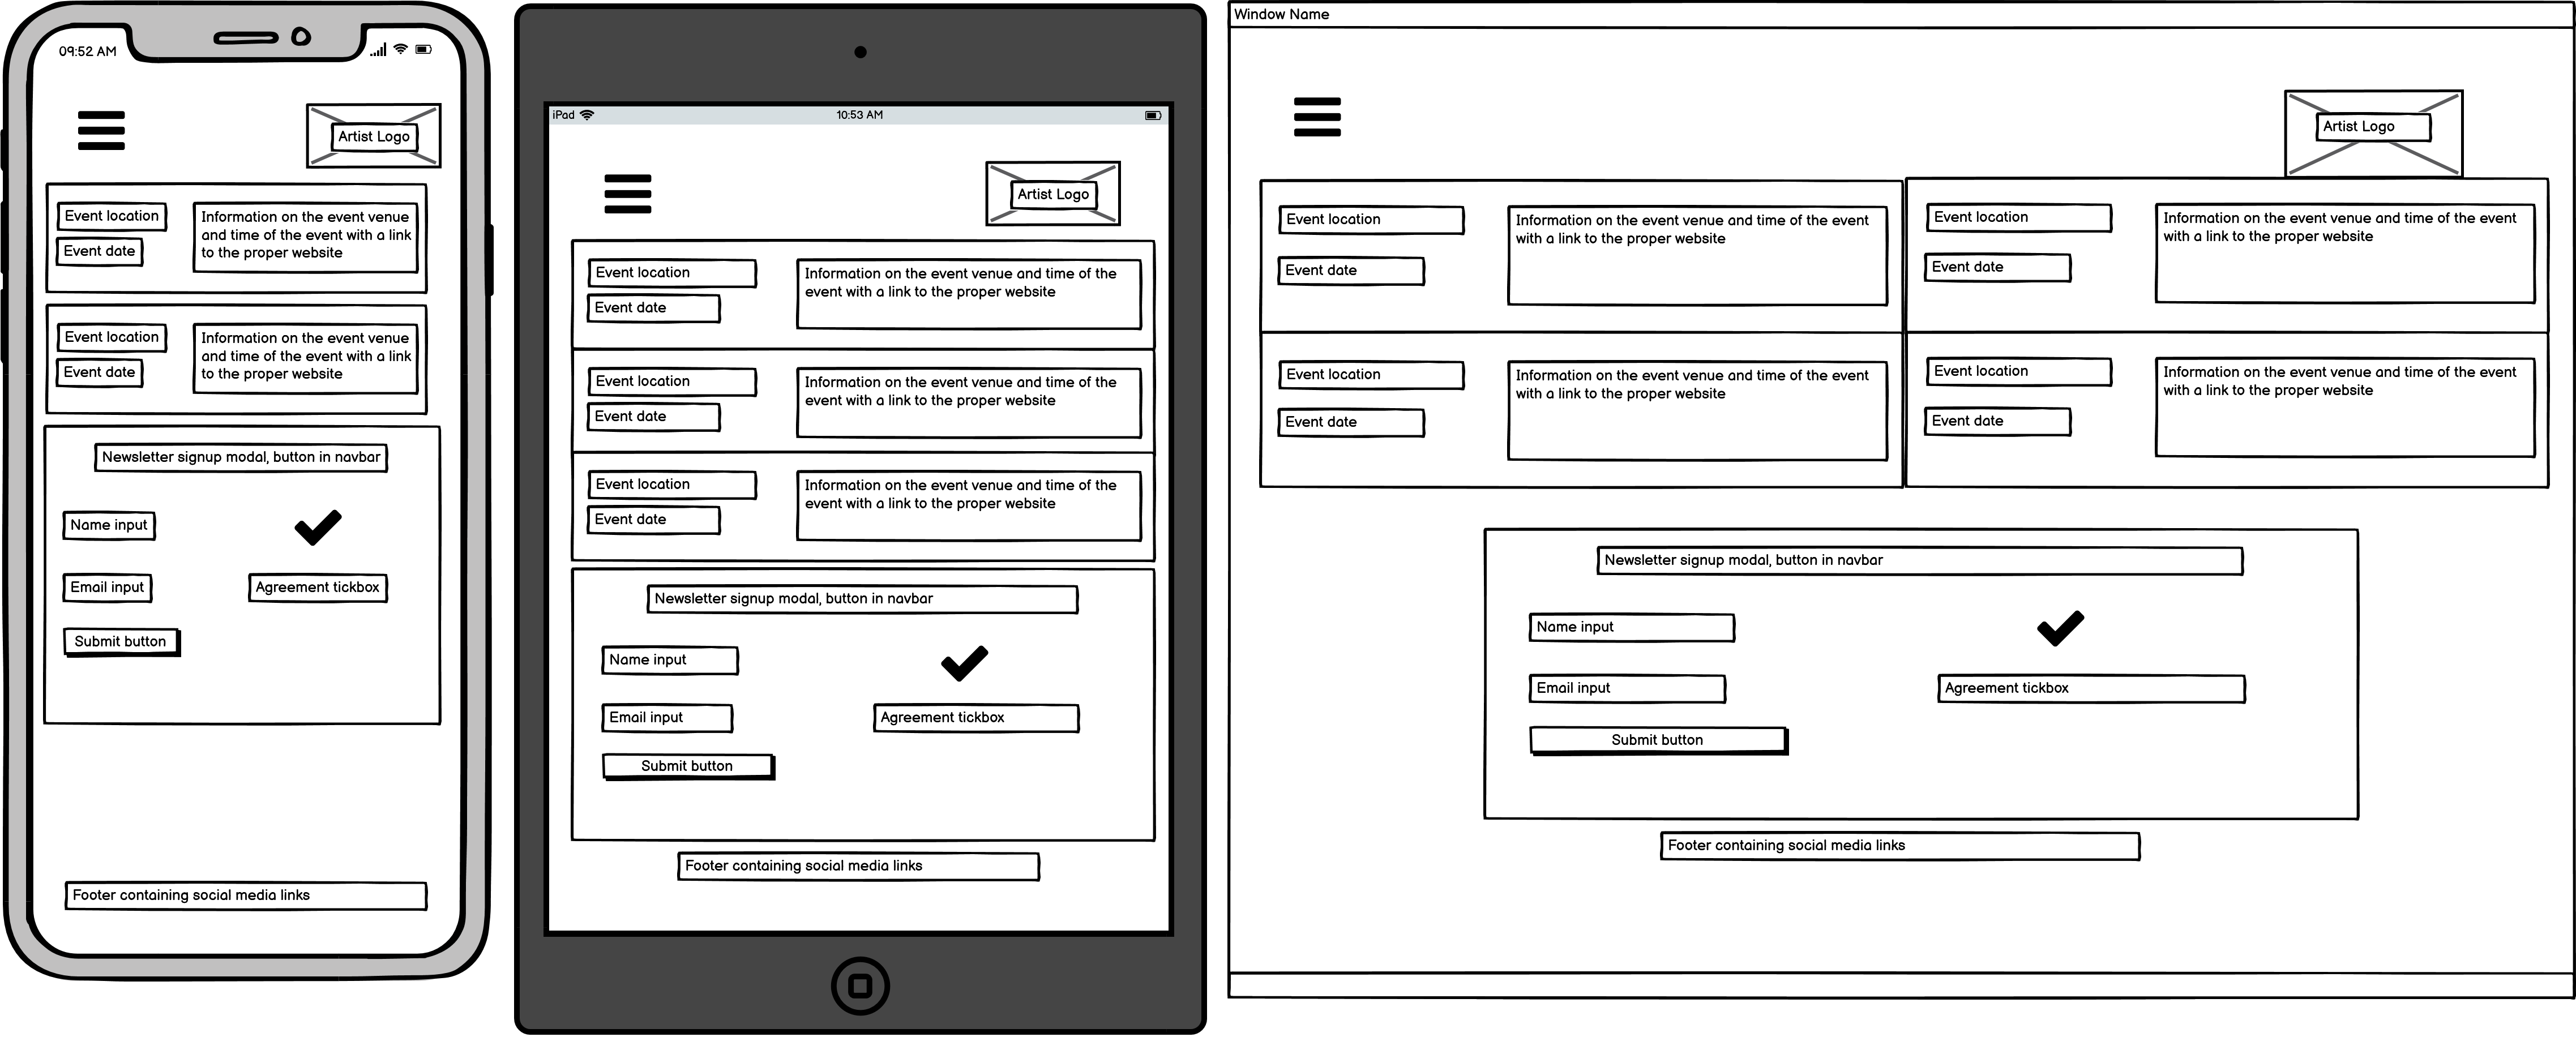 09:52 AM
Artist Logo
Event location
Event date
Information on the event venue
and time of the event with a link
to the proper website
Event location
Event date
Information on the event venue
and time of the event with a link
to the proper website
Newsletter signup modal, button in navbar
Name input
Email input
Agreement tickbox
Submit button
Footer containing social media links
iPad
10:53 AM
Artist Logo
Event location
Event date
Information on the event venue and time of the
event with a link to the proper website
Event location
Event date
Information on the event venue and time of the
event with a link to the proper website
Event location
Event date
Information on the event venue and time of the
event with a link to the proper website
Newsletter signup modal, button in navbar
Name input
Email input
Agreement tickbox
Submit button
Footer containing social media links
Window Name
Artist Logo
Event location
Event date
Information on the event venue and time of the event
with a link to the proper website
Event location
Event date
Information on the event venue and time of the event
with a link to the proper website
Event location
Event date
Information on the event venue and time of the event
with a link to the proper website
Event location
Event date
Information on the event venue and time of the event
with a link to the proper website
Newsletter signup modal, button in navbar
Name input
Email input
Agreement tickbox
Submit button
Footer containing social media links